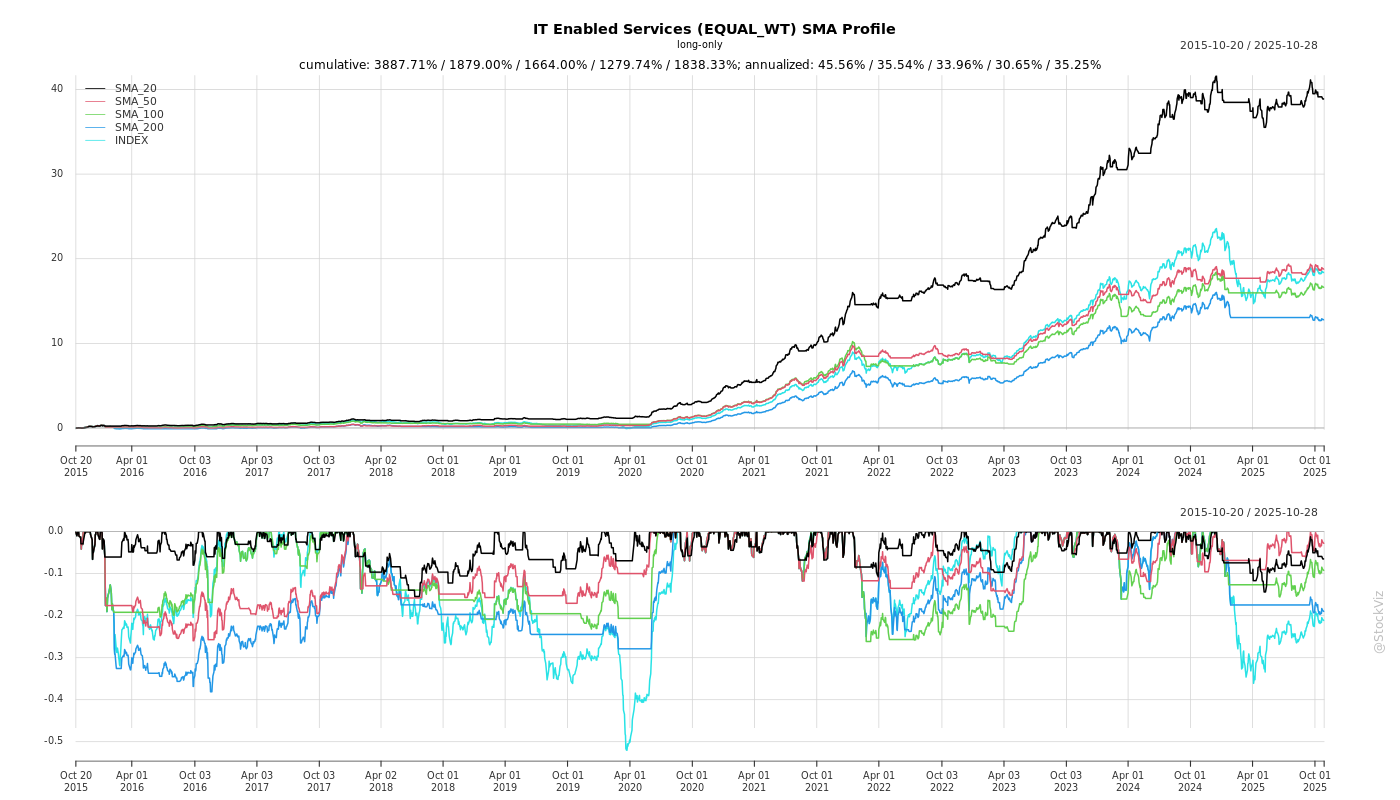 IT Enabled Services (EQUAL_WT) SMA Profile
long-only
2015-10-20 / 2025-10-28
cumulative: 3887.71% / 1879.00% / 1664.00% / 1279.74% / 1838.33%; annualized: 45.56% / 35.54% / 33.96% / 30.65% / 35.25%
SMA_20
SMA_50
SMA_100
SMA_200
INDEX
40
30
20
10
0
Oct 20 Apr 01 Oct 03 Apr 03 Oct 03 Apr 02 Oct 01 Apr 01 Oct 01 Apr 01 Oct 01 Apr 01 Oct 01 Apr 01 Oct 03 Apr 03 Oct 03 Apr 01 Oct 01 Apr 01 Oct 01
2015 2016 2016 2017 2017 2018 2018 2019 2019 2020 2020 2021 2021 2022 2022 2023 2023 2024 2024 2025 2025
2015-10-20 / 2025-10-28
0.0
-0.1
-0.2
-0.3
-0.4
-0.5
Oct 20 Apr 01 Oct 03 Apr 03 Oct 03 Apr 02 Oct 01 Apr 01 Oct 01 Apr 01 Oct 01 Apr 01 Oct 01 Apr 01 Oct 03 Apr 03 Oct 03 Apr 01 Oct 01 Apr 01 Oct 01
2015 2016 2016 2017 2017 2018 2018 2019 2019 2020 2020 2021 2021 2022 2022 2023 2023 2024 2024 2025 2025
@StockViz